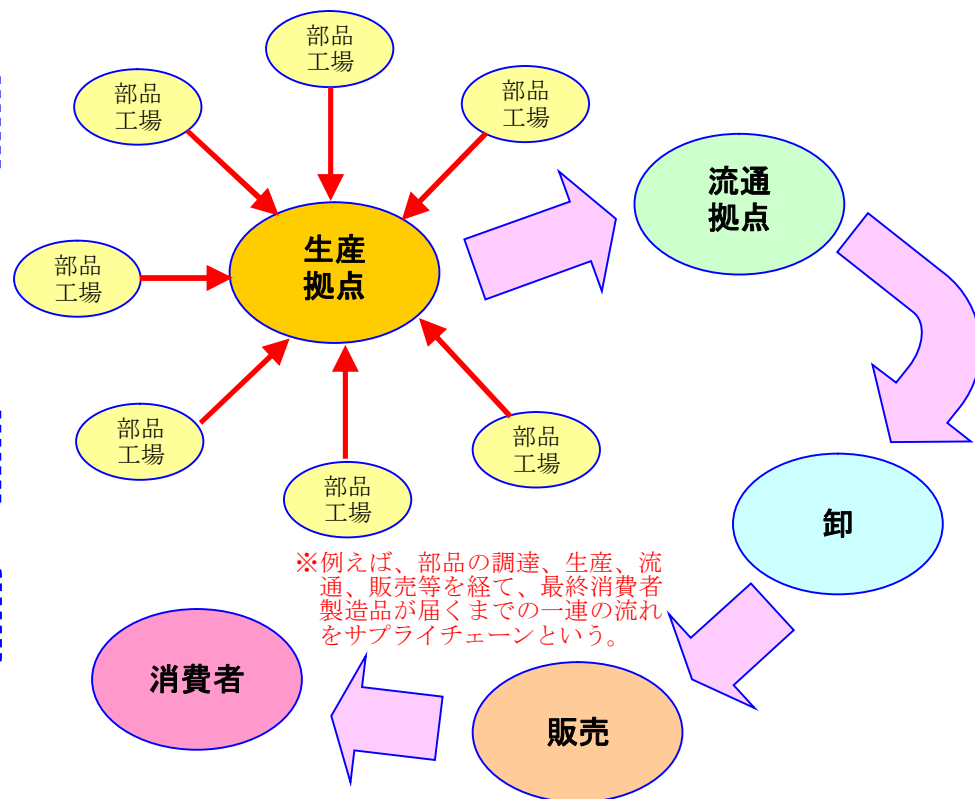 部品
工場
部品
工場
部品
工場
部品
工場
生産
拠点
流通
拠点
部品
工場
部品
工場
部品
工場
卸
※例えば、部品の調達、生産、流
通、販売等を経て、最終消費者
製造品が届くまでの一連の流れ
をサプライチェーンという。
消費者
販売